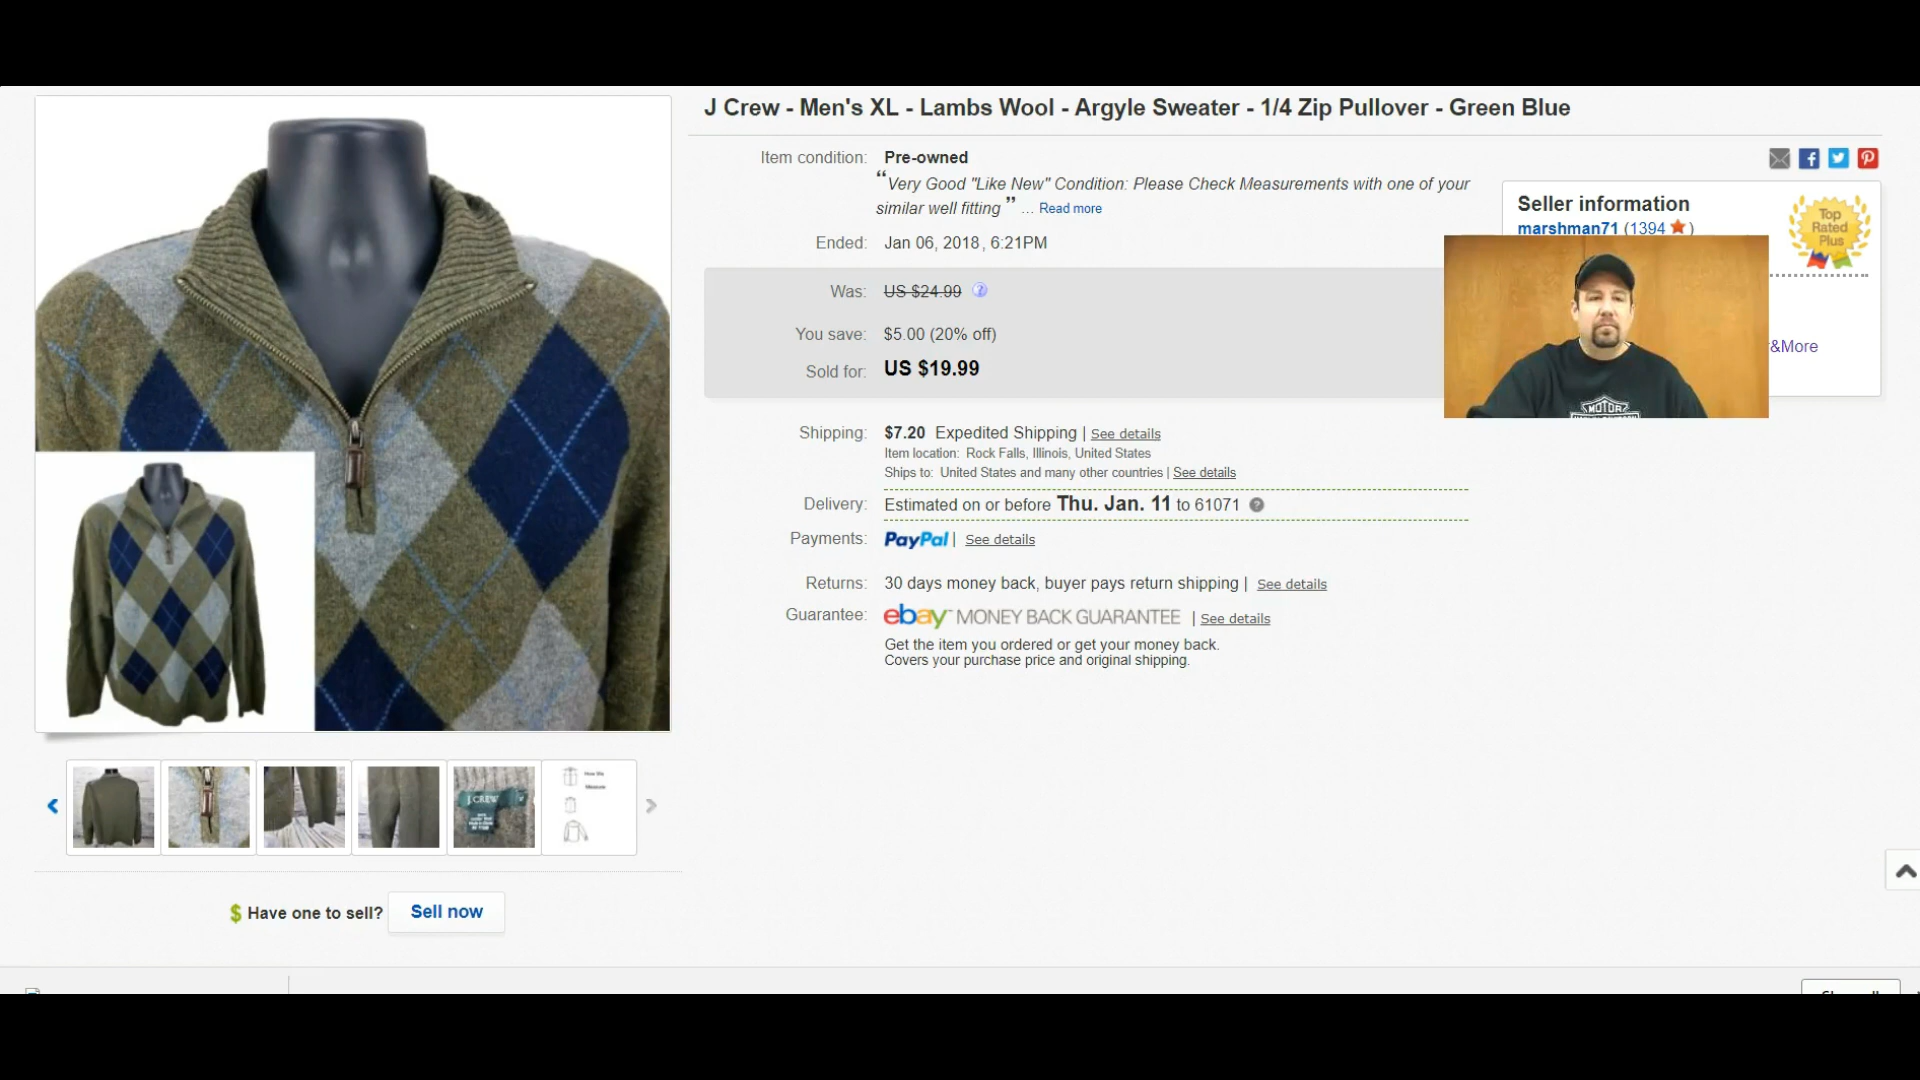 J Crew - Men's XL - Lambs Wool - Argyle Sweater - 1/4 Zip Pullover - Green Blue
Item condition: Pre-owned
“Very Good "Like New" Condition: Please Check Measurements with one of your
similar well fitting ” ... Read more
Ended: Jan 06, 2018 , 6:21PM
Was: US $24.99
You save: $5.00 (20% off)
Sold for: US $19.99
Shipping: $7.20 Expedited Shipping | See details
Item location: Rock Falls, Illinois, United States
Ships to: United States and many other countries | See details
Delivery: Estimated on or before Thu. Jan. 11 to 61071
Payments: PayPal | See details
Returns: 30 days money back, buyer pays return shipping | See details
Guarantee: ebay MONEY BACK GUARANTEE | See details
Get the item you ordered or get your money back.
Covers your purchase price and original shipping.
Seller information
marshman71 (1394 )
Top
Rated
Plus
&More
MOTOR
J.CREW
How We
Measure
$ Have one to sell? Sell now